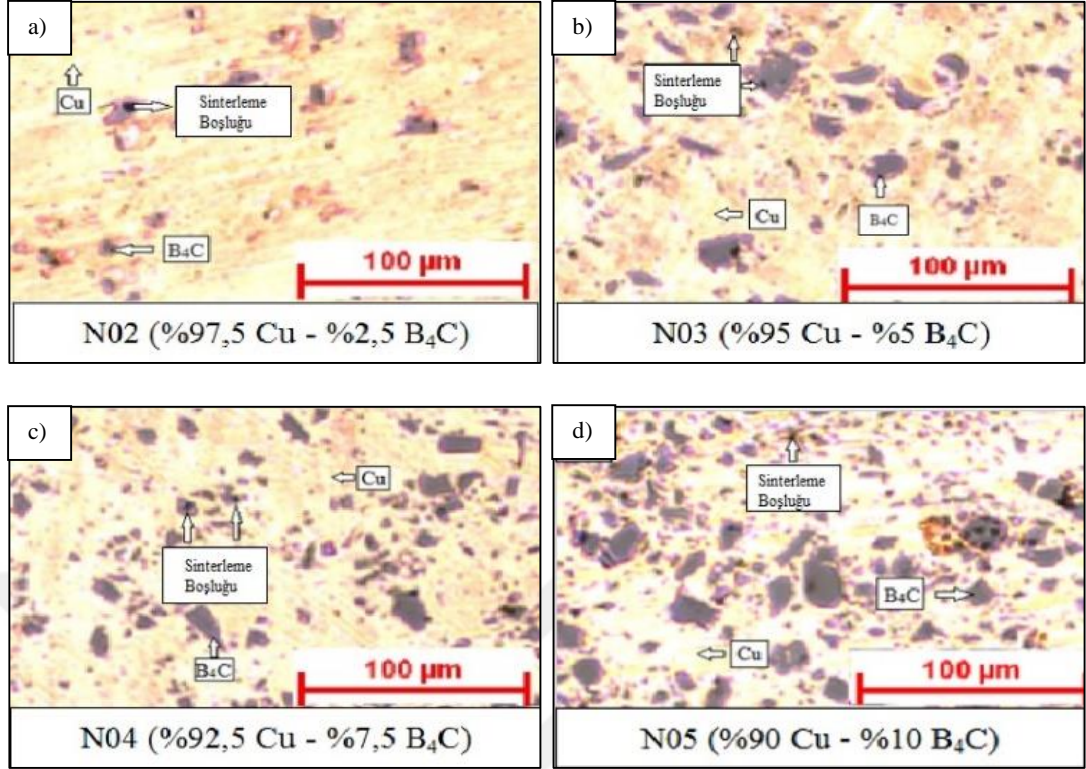 a)
Cu
Sinterleme
Boşluğu
B₄C
100 µm
N02 (%97,5 Cu - %2,5 B₄C)
b)
Sinterleme
Boşluğu
Cu
B₄C
100 µm
N03 (%95 Cu - %5 B₄C)
c)
Cu
Sinterleme
Boşluğu
B₄C
100 µm
N04 (%92,5 Cu - %7,5 B₄C)
d)
Sinterleme
Boşluğu
B₄C
Cu
100 µm
N05 (%90 Cu - %10 B₄C)